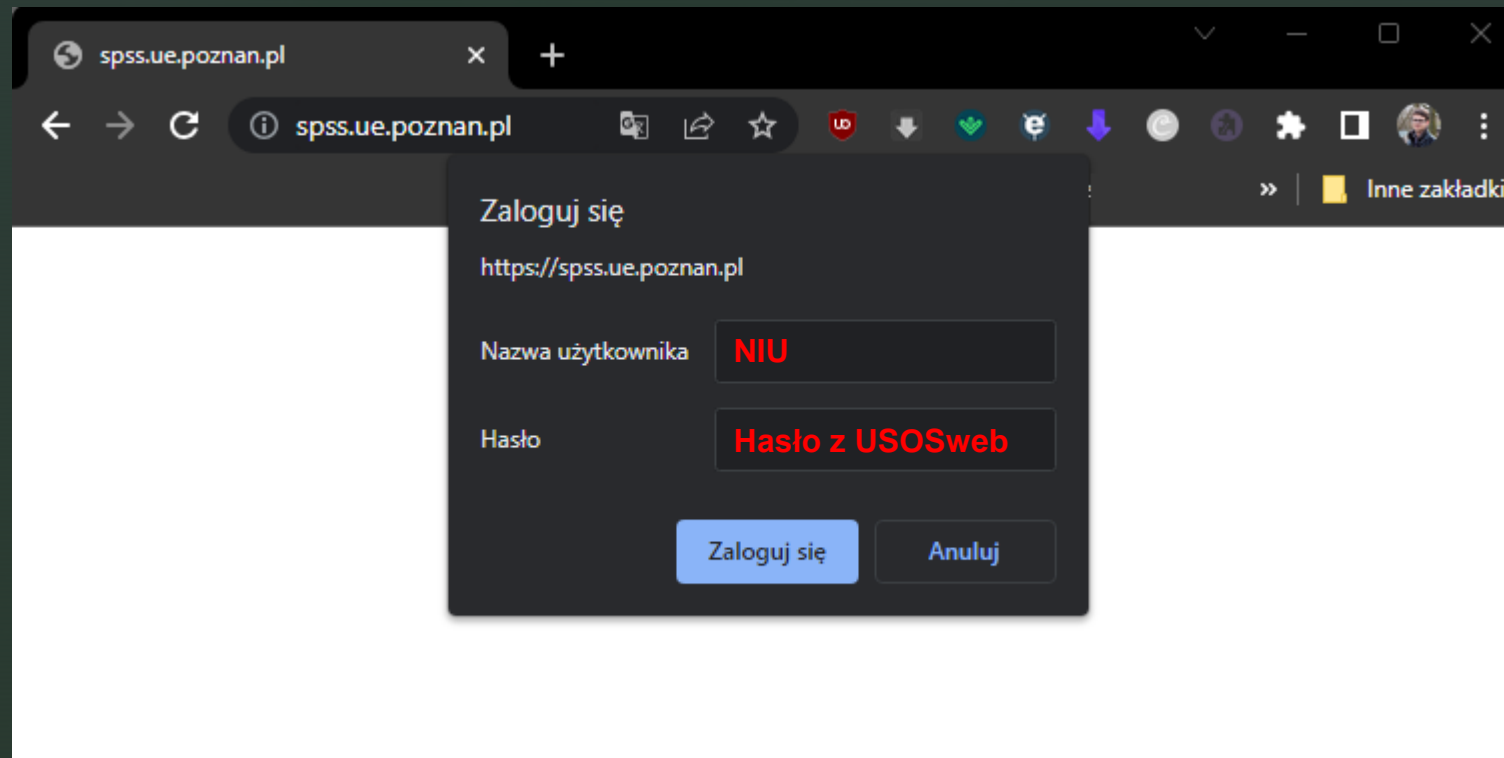 spss.ue.poznan.pl
spss.ue.poznan.pl
Inne zakładki
Zaloguj się
https://spss.ue.poznan.pl
Nazwa użytkownika NIU
Hasło Hasło z USOSweb
Zaloguj się Anuluj